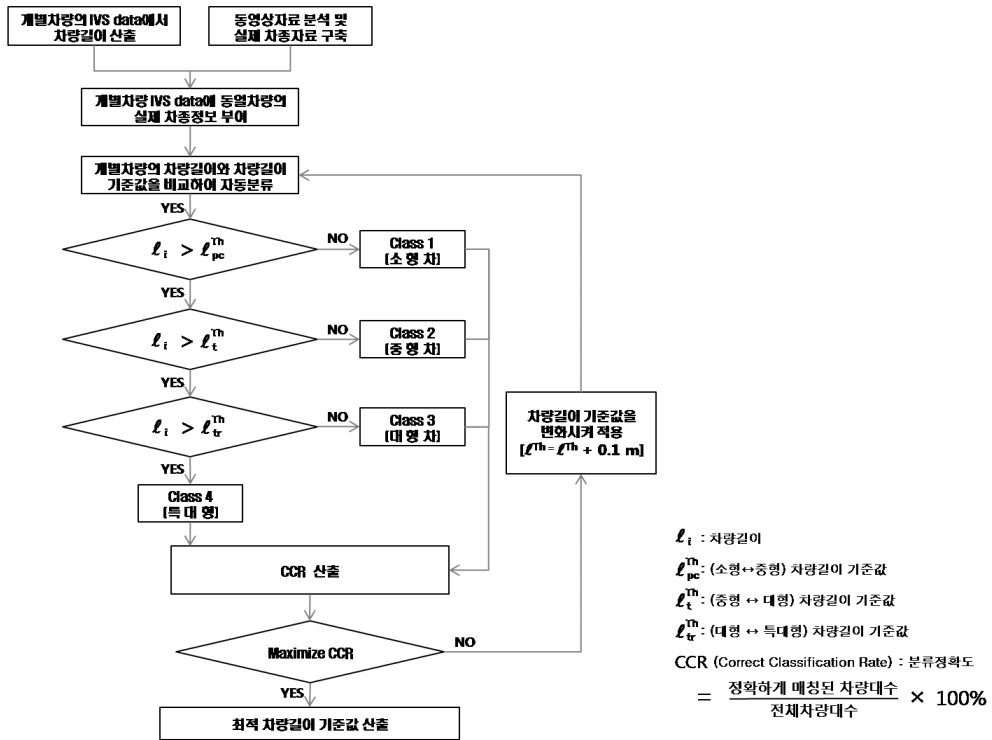 개별차량의 IVS data에서
차량길이 산출
동영상자료 분석 및
실제 차종자료 구축
개별차량 IVS data에 동일차량의
실제 차종정보 부여
개별차량의 차량길이와 차량길이
기준값을 비교하여 자동분류
YES
ℓ i > ℓ Th pc
NO
Class 1
[소 형 차]
YES
ℓ i > ℓ Th t
NO
Class 2
[중 형 차]
YES
ℓ i > ℓ Th tr
NO
Class 3
[대 형 차]
YES
Class 4
[특 대 형]
차량길이 기준값을
변화시켜 적용
[ℓTh = ℓTh + 0.1 m]
CCR 산출
Maximize CCR
NO
YES
최적 차량길이 기준값 산출
ℓ i : 차량길이
ℓ Th pc : (소형↔중형) 차량길이 기준값
ℓ Th t : (중형 ↔ 대형) 차량길이 기준값
ℓ Th tr : (대형 ↔ 특대형) 차량길이 기준값
CCR (Correct Classification Rate) : 분류정확도
= 정확하게 매칭된 차량대수 × 100%
전체차량대수